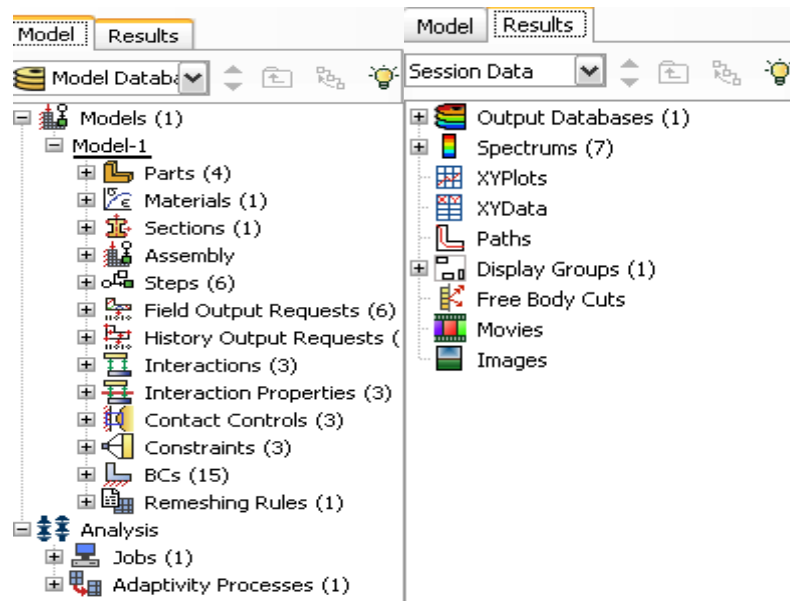 Model Results
Model Databa
Models (1)
Model-1
Parts (4)
Materials (1)
Sections (1)
Assembly
Steps (6)
Field Output Requests (6)
History Output Requests (
Interactions (3)
Interaction Properties (3)
Contact Controls (3)
Constraints (3)
BCs (15)
Remeshing Rules (1)
Analysis
Jobs (1)
Adaptivity Processes (1)
Model Results
Session Data
Output Databases (1)
Spectrums (7)
XYPlots
XYData
Paths
Display Groups (1)
Free Body Cuts
Movies
Images